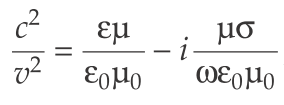 c²/v² = εμ/ε₀μ₀ − i μσ/ωε₀μ₀